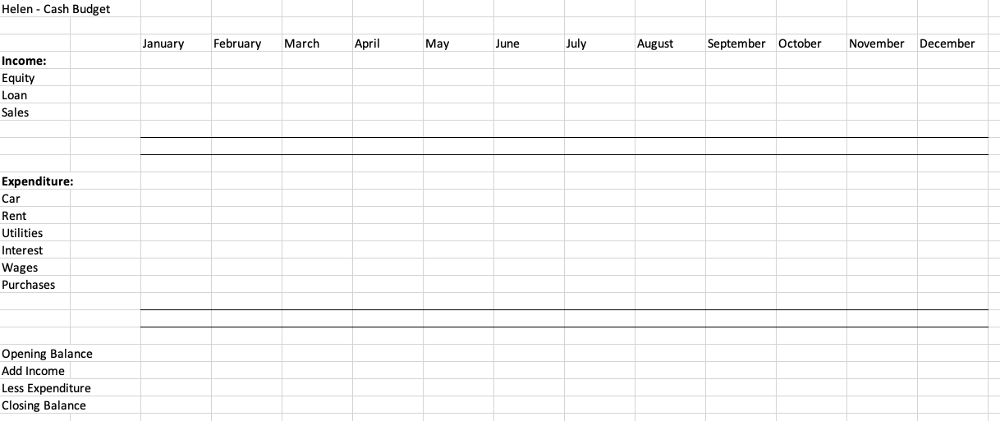 Helen - Cash Budget
January February March April May June July August September October November December
Income:
Equity
Loan
Sales
Expenditure:
Car
Rent
Utilities
Interest
Wages
Purchases
Opening Balance
Add Income
Less Expenditure
Closing Balance